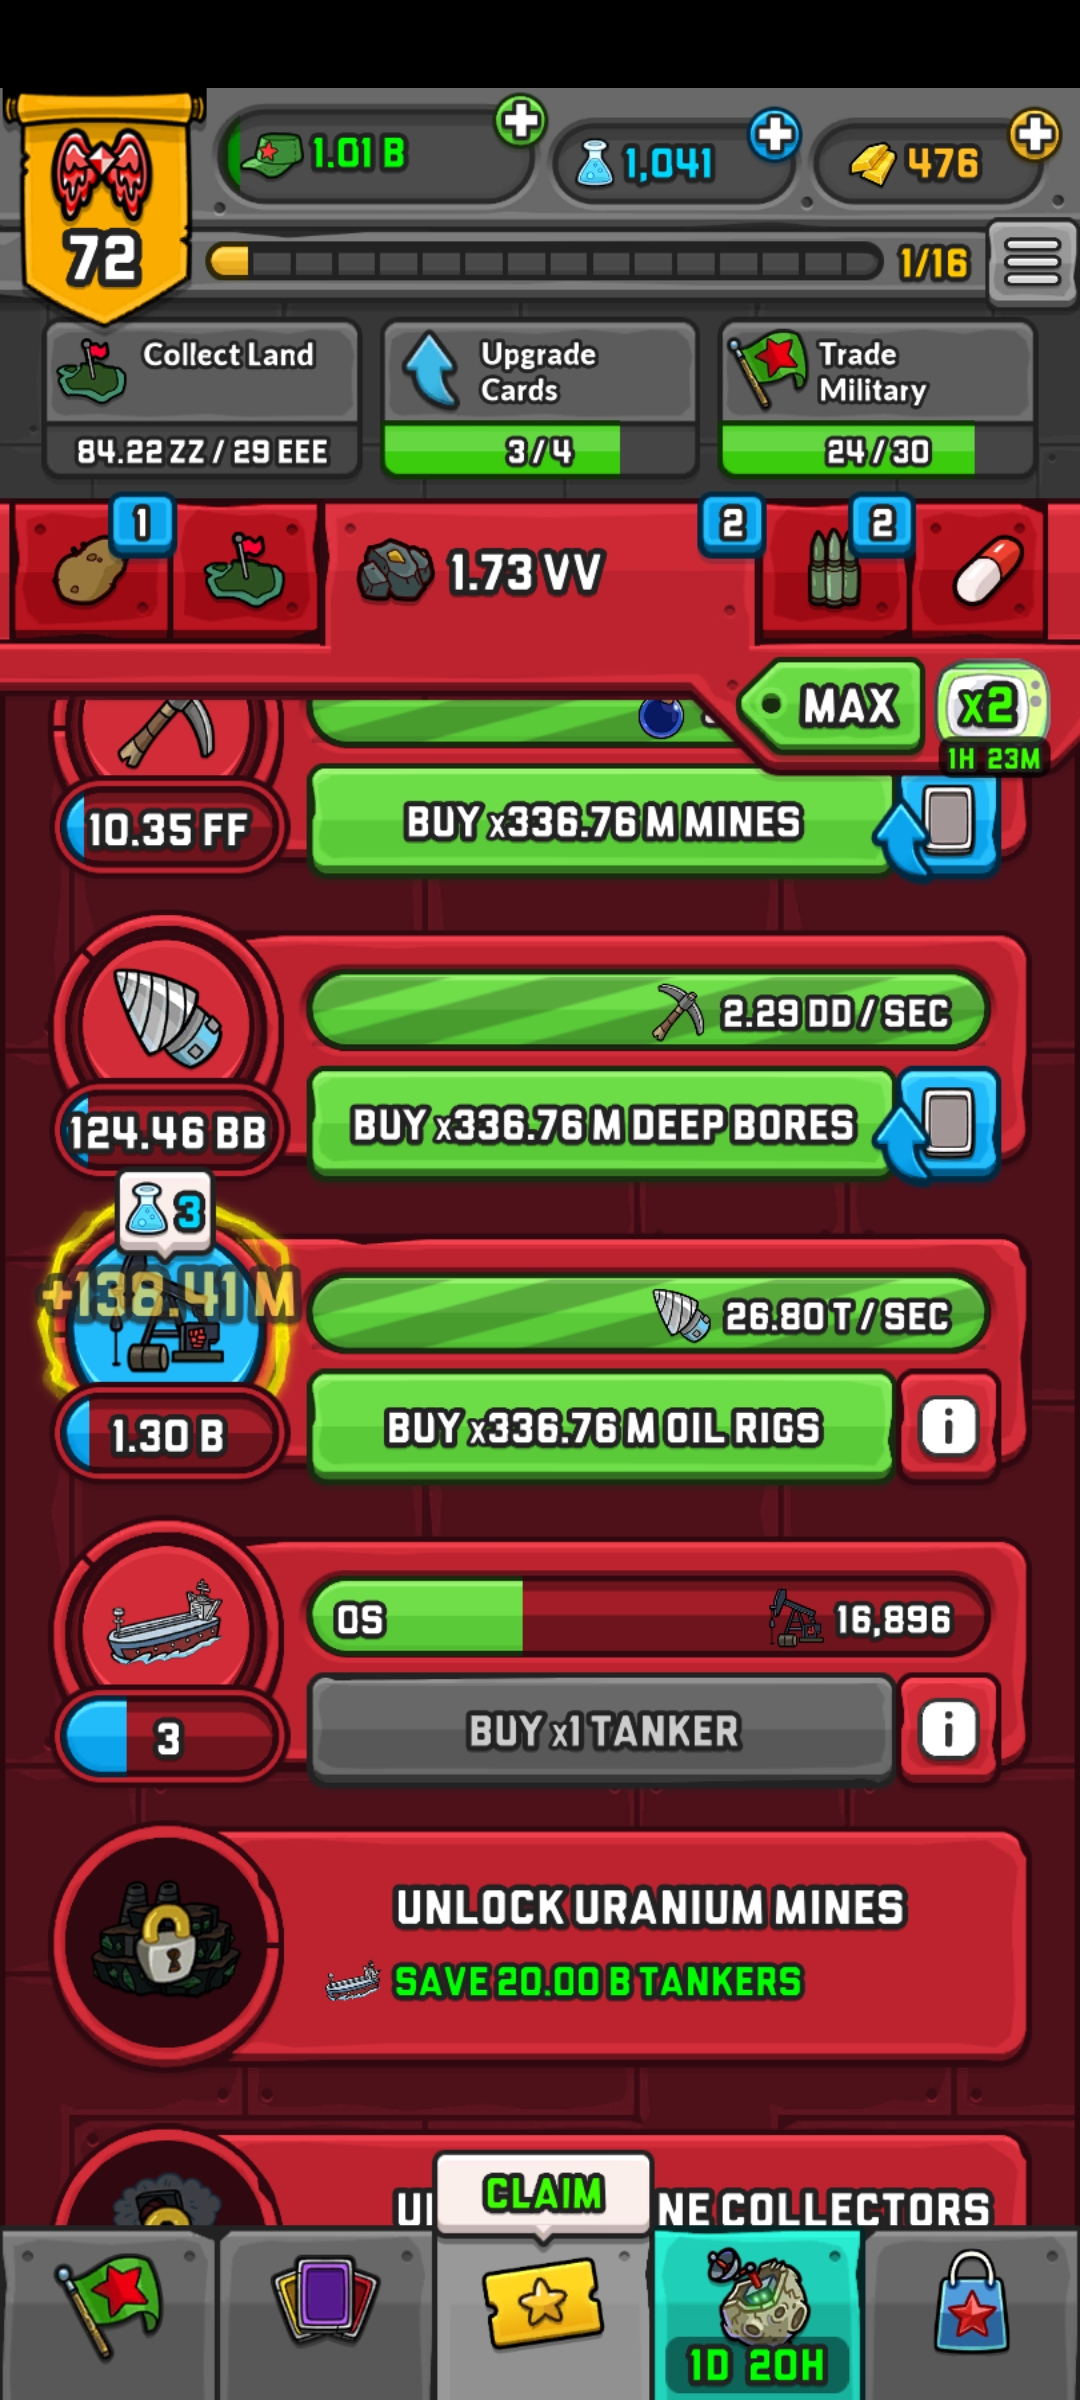 1.01 B
1,041
476
72
1/16
Collect Land
84.22 ZZ / 29 EEE
Upgrade
Cards
3/4
Trade
Military
24/30
1
1.73 VV
2
2
MAX
x2
1H 23M
10.35 FF
BUY x336.76 M MINES
2.29 DD / SEC
124.46 BB
BUY x336.76 M DEEP BORES
3
+138.41 M
26.80 T / SEC
1.30 B
BUY x336.76 M OIL RIGS
i
0S
16,896
3
BUY x1 TANKER
i
UNLOCK URANIUM MINES
SAVE 20.00 B TANKERS
CLAIM
COLLECTORS
1D 20H